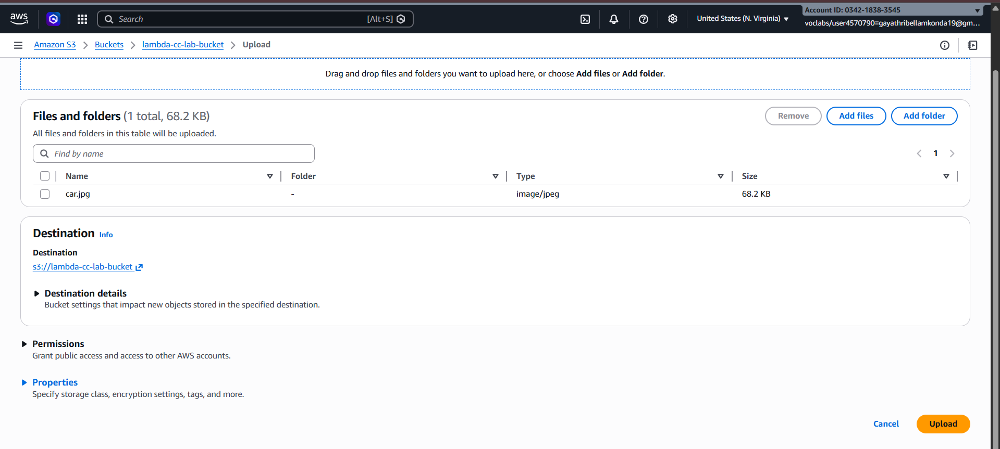 aws
Search [Alt+S]
United States (N. Virginia)
Account ID: 0342-1838-3545
voclabs/user4570790=gayathribellamkonda19@gm...
Amazon S3 > Buckets > lambda-cc-lab-bucket > Upload
Drag and drop files and folders you want to upload here, or choose Add files or Add folder.
Files and folders (1 total, 68.2 KB)
Remove Add files Add folder
All files and folders in this table will be uploaded.
Find by name
1
Name Folder Type Size
car.jpg - image/jpeg 68.2 KB
Destination Info
Destination
s3://lambda-cc-lab-bucket
Destination details
Bucket settings that impact new objects stored in the specified destination.
Permissions
Grant public access and access to other AWS accounts.
Properties
Specify storage class, encryption settings, tags, and more.
Cancel Upload